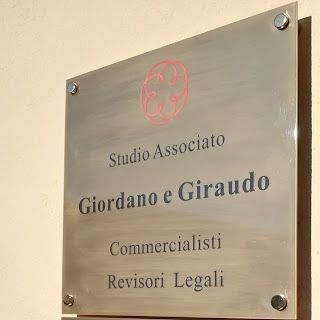 Studio Associato
Giordano e Giraudo
Commercialisti
Revisori Legali